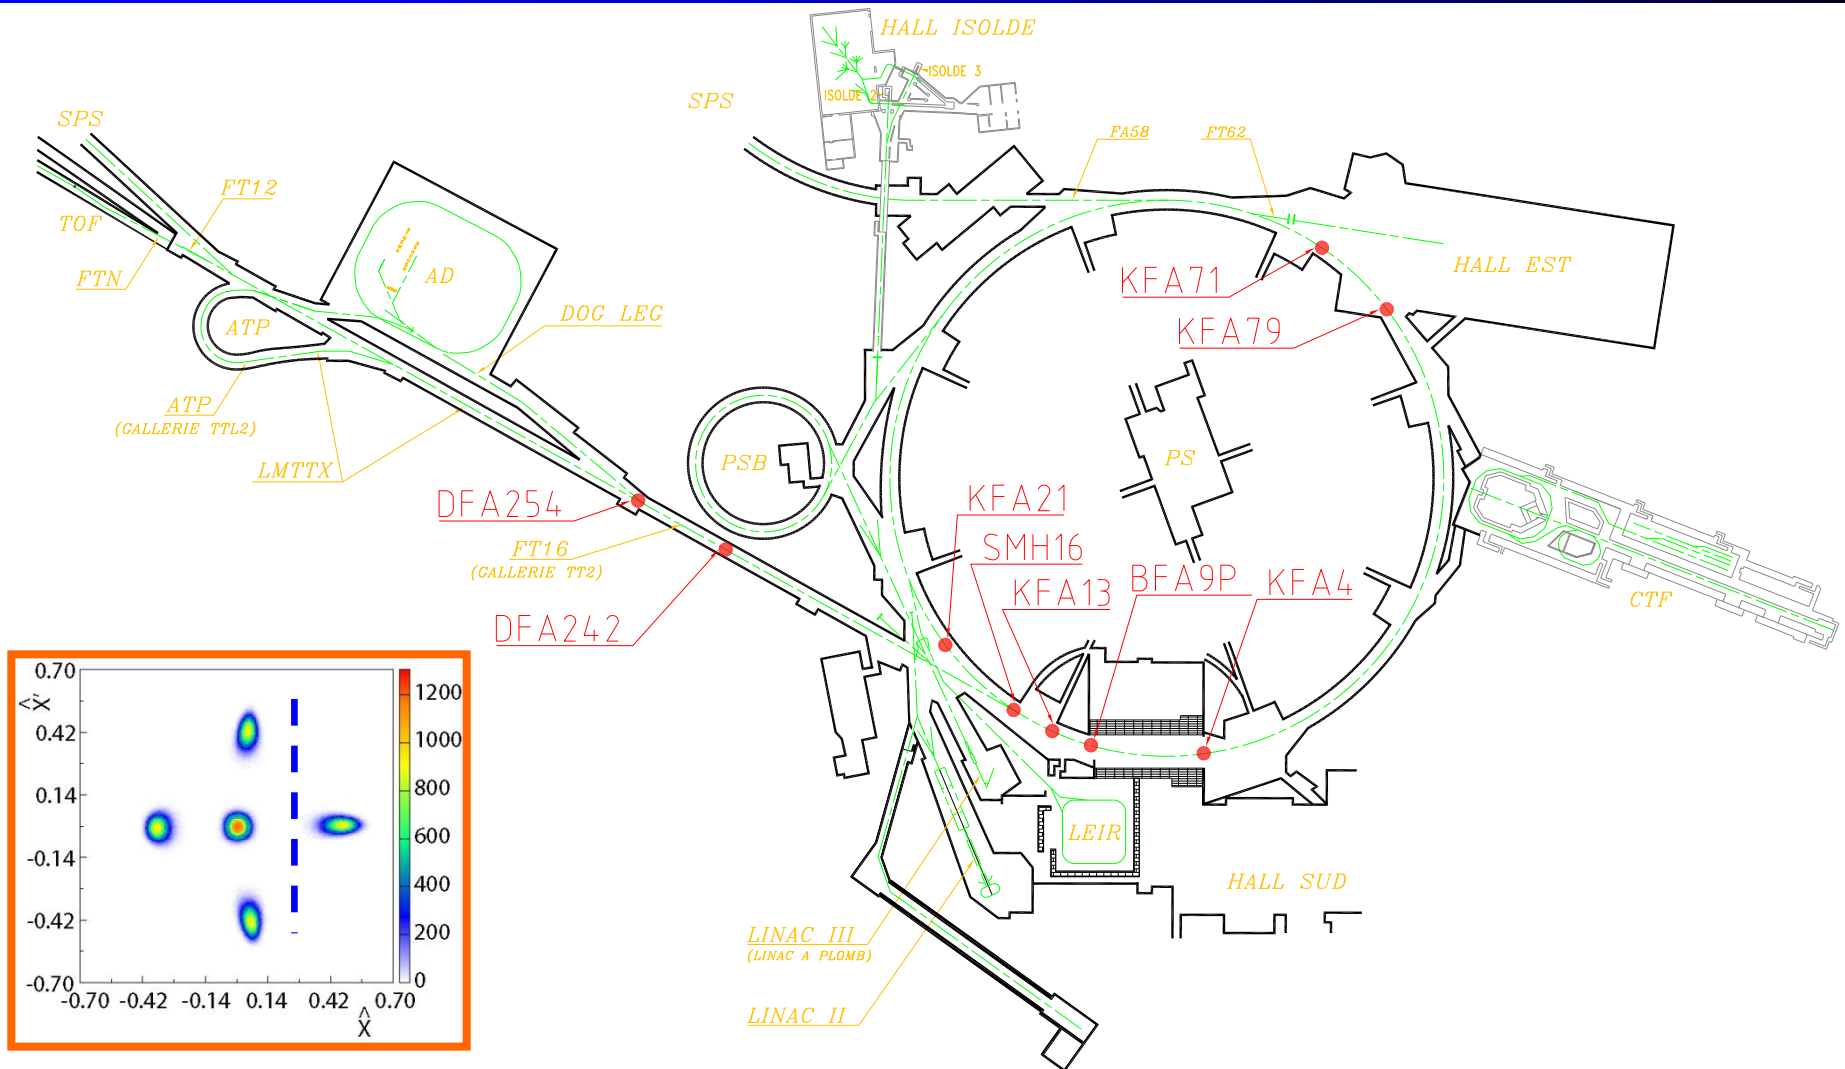 HALL ISOLDE
ISOLDE 3
ISOLDE 2
SPS
SPS
FA58
FT62
FT12
TOF
FTN
AD
HALL EST
KFA71
DOG LEG
ATP
KFA79
ATP
(GALLERIE TTL2)
LMTTX
PSB
PS
DFA254
KFA21
FT16
(GALLERIE TT2)
SMH16
KFA13
BFA9P
KFA4
CTF
DFA242
LEIR
HALL SUD
LINAC III
(LINAC A PLOMB)
LINAC II
X̂'
0.70
0.42
0.14
-0.14
-0.42
-0.70
-0.70 -0.42 -0.14 0.14 0.42 0.70
X̂
1200
1000
800
600
400
200
0